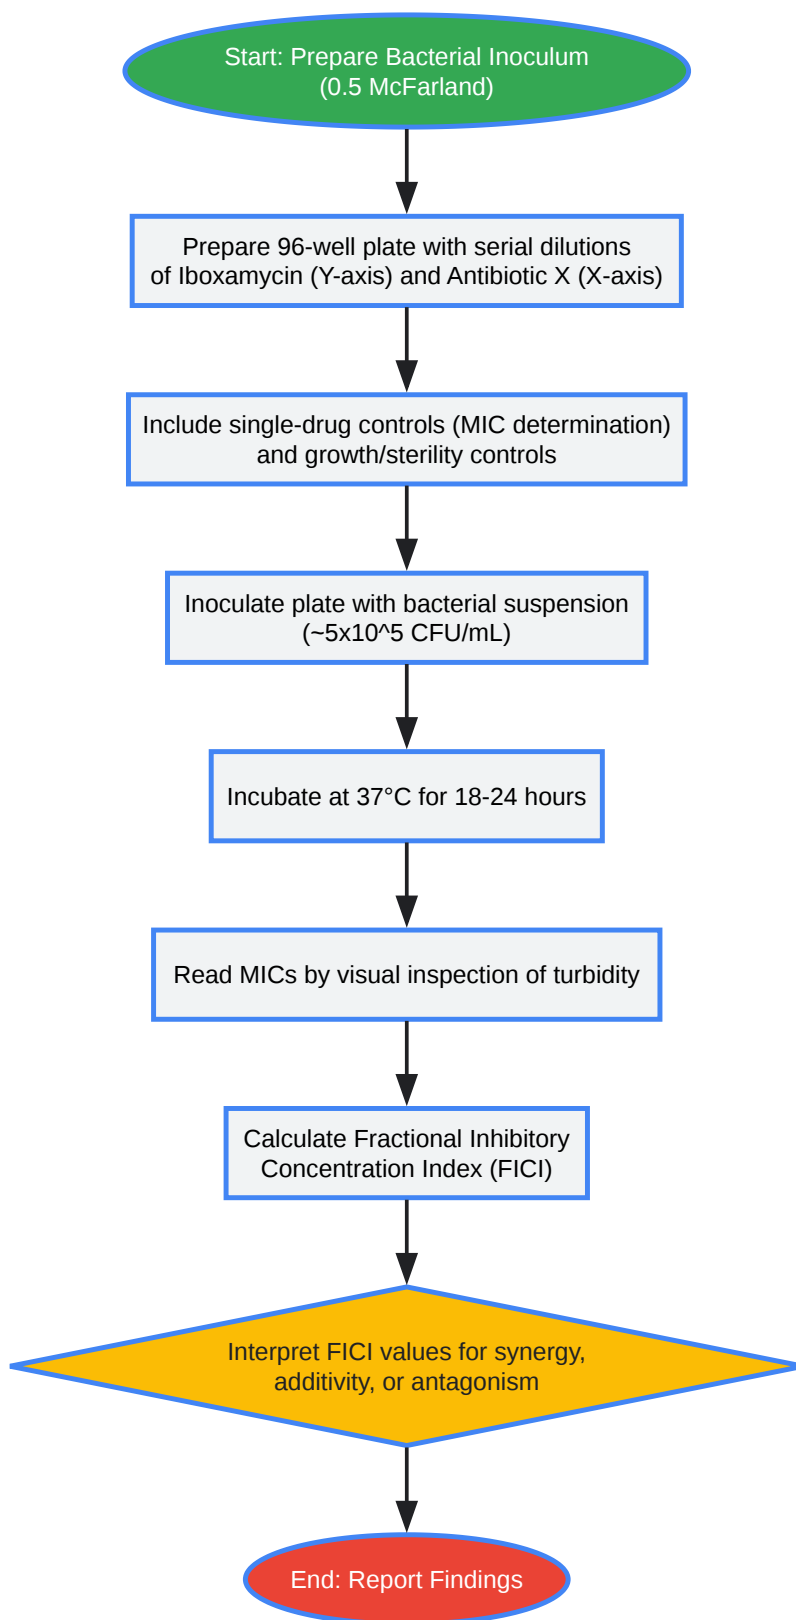 Start: Prepare Bacterial Inoculum
(0.5 McFarland)
Prepare 96-well plate with serial dilutions
of Iboxamycin (Y-axis) and Antibiotic X (X-axis)
Include single-drug controls (MIC determination)
and growth/sterility controls
Inoculate plate with bacterial suspension
(~5x10^5 CFU/mL)
Incubate at 37°C for 18-24 hours
Read MICs by visual inspection of turbidity
Calculate Fractional Inhibitory
Concentration Index (FICI)
Interpret FICI values for synergy,
additivity, or antagonism
End: Report Findings